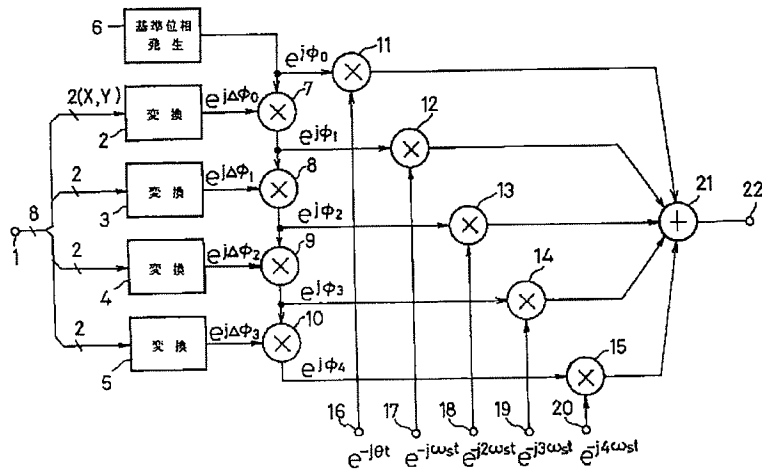 6
基準位相
発生
e^{jφ0}
11
2(X,Y)
変換
2
e^{jΔφ0}
7
12
e^{jφ1}
2
変換
3
e^{jΔφ1}
8
13
e^{jφ2}
21
22
1
8
2
変換
4
e^{jΔφ2}
9
14
e^{jφ3}
2
変換
5
e^{jΔφ3}
10
15
e^{jφ4}
16
17
18
19
20
e^{-jθt}
e^{-jωst}
e^{-j2ωst}
e^{-j3ωst}
e^{-j4ωst}